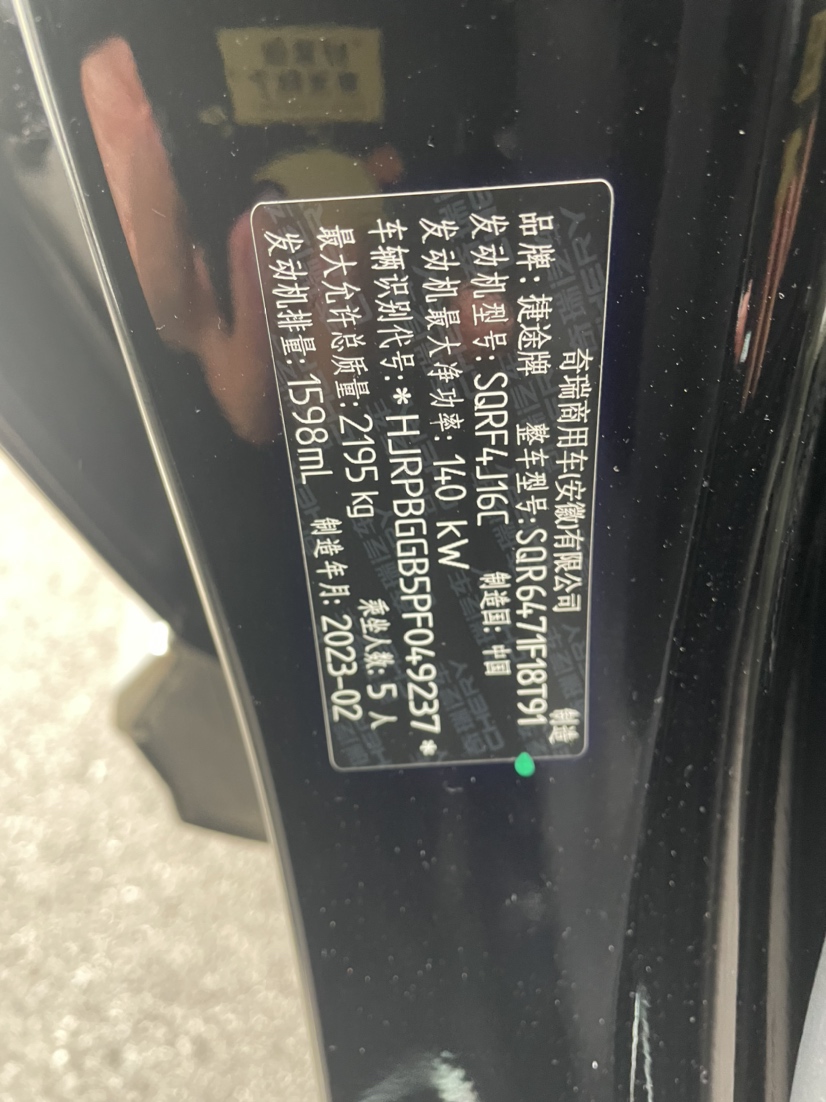 奇瑞商用车(安徽)有限公司 制造
品牌：捷途牌 整车型号：SQR6471F18T91
发动机型号：SQRF4J16C 制造国：中国
发动机最大净功率：140 kW
车辆识别代号：*HJRPBGGB5PF049237*
最大允许总质量：2195 kg 乘坐人数：5 人
发动机排量：1598mL 制造年月：2023-02